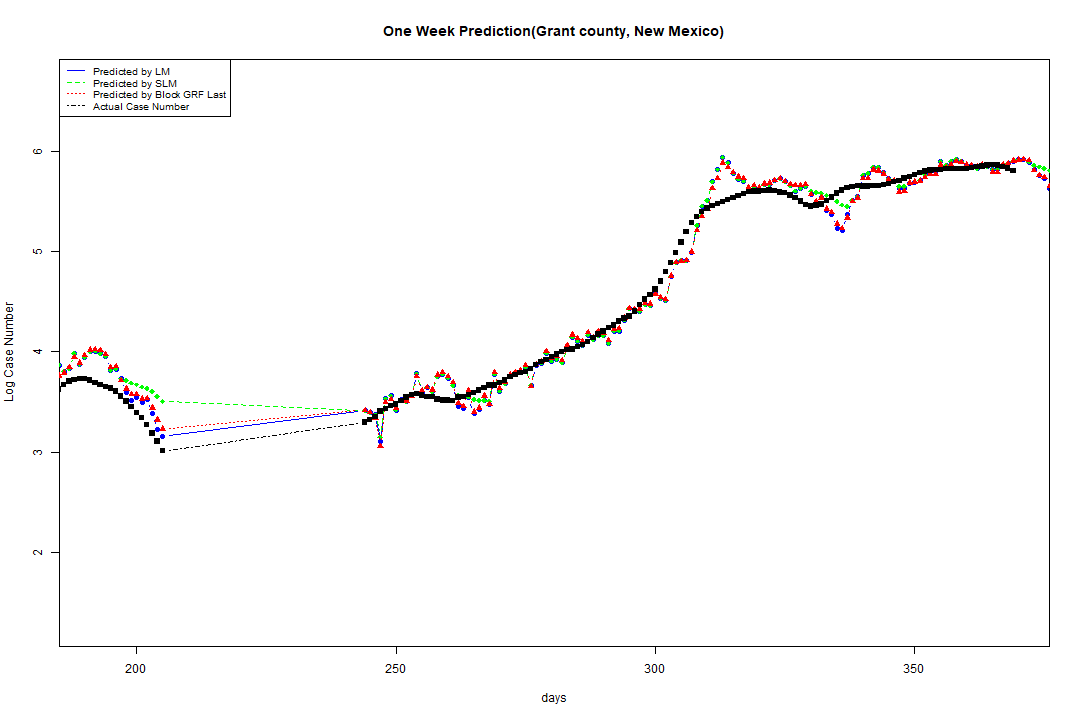 One Week Prediction(Grant county, New Mexico)
Predicted by LM
Predicted by SLM
Predicted by Block GRF Last
Actual Case Number
6
5
4
3
2
Log Case Number
200 250 300 350
days